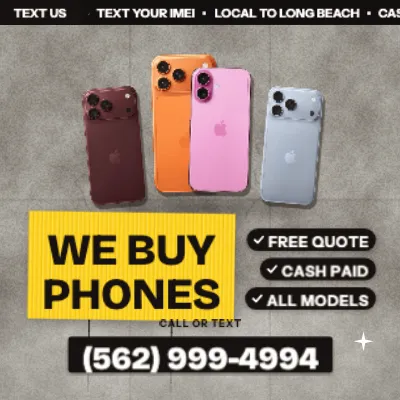 TEXT US TEXT YOUR IMEI • LOCAL TO LONG BEACH • CAS
WE BUY
PHONES
✓ FREE QUOTE
✓ CASH PAID
✓ ALL MODELS
CALL OR TEXT
(562) 999-4994